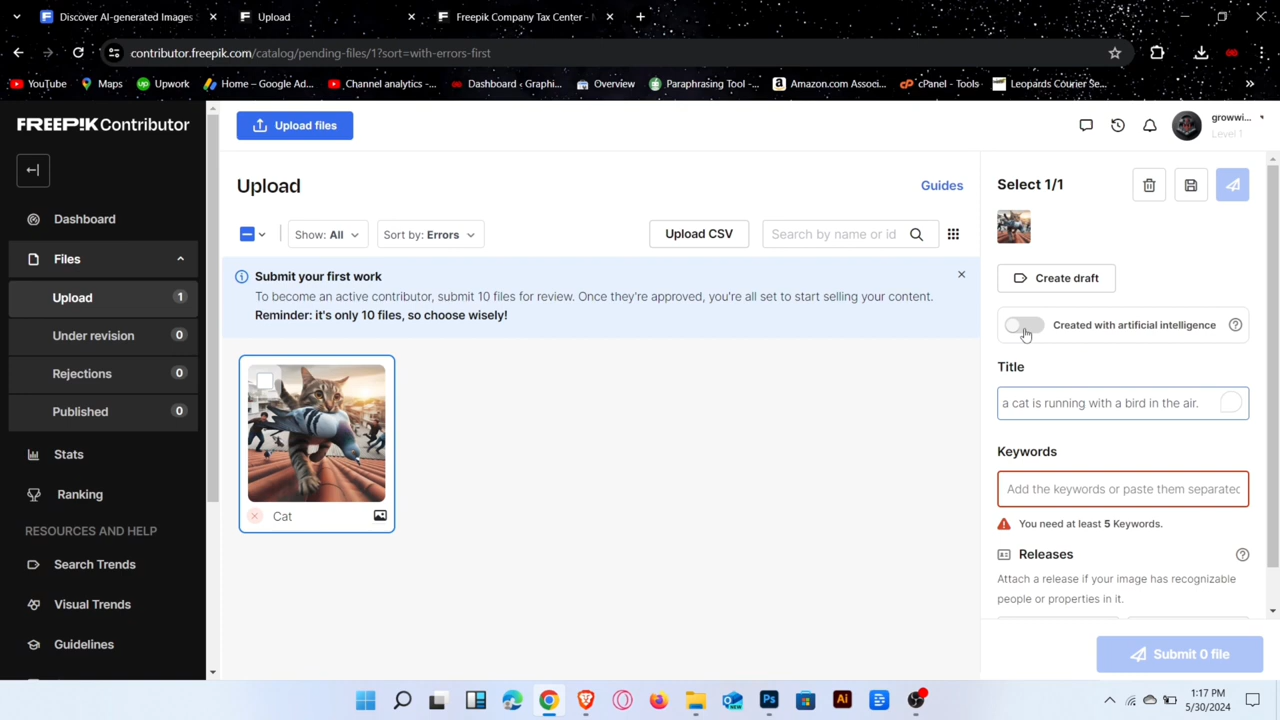 Discover AI-generated Images
Upload
Freepik Company Tax Center -
contributor.freepik.com/catalog/pending-files/1?sort=with-errors-first
YouTube
Maps
Upwork
Home – Google Ad...
Channel analytics -...
Dashboard ‹ Graphi...
Overview
Paraphrasing Tool -...
Amazon.com Associ...
cPanel - Tools
Leopards Courier Se...
FREEPIK Contributor
Upload files
growwi...
Level 1
Dashboard
Files
Upload 1
Under revision 0
Rejections 0
Published 0
Stats
Ranking
RESOURCES AND HELP
Search Trends
Visual Trends
Guidelines
Upload
Guides
Show: All
Sort by: Errors
Upload CSV
Search by name or id
Submit your first work
To become an active contributor, submit 10 files for review. Once they're approved, you're all set to start selling your content.
Reminder: it's only 10 files, so choose wisely!
Cat
Select 1/1
Create draft
Created with artificial intelligence
Title
a cat is running with a bird in the air.
Keywords
Add the keywords or paste them separated
You need at least 5 Keywords.
Releases
Attach a release if your image has recognizable
people or properties in it.
Submit 0 file
1:17 PM
5/30/2024